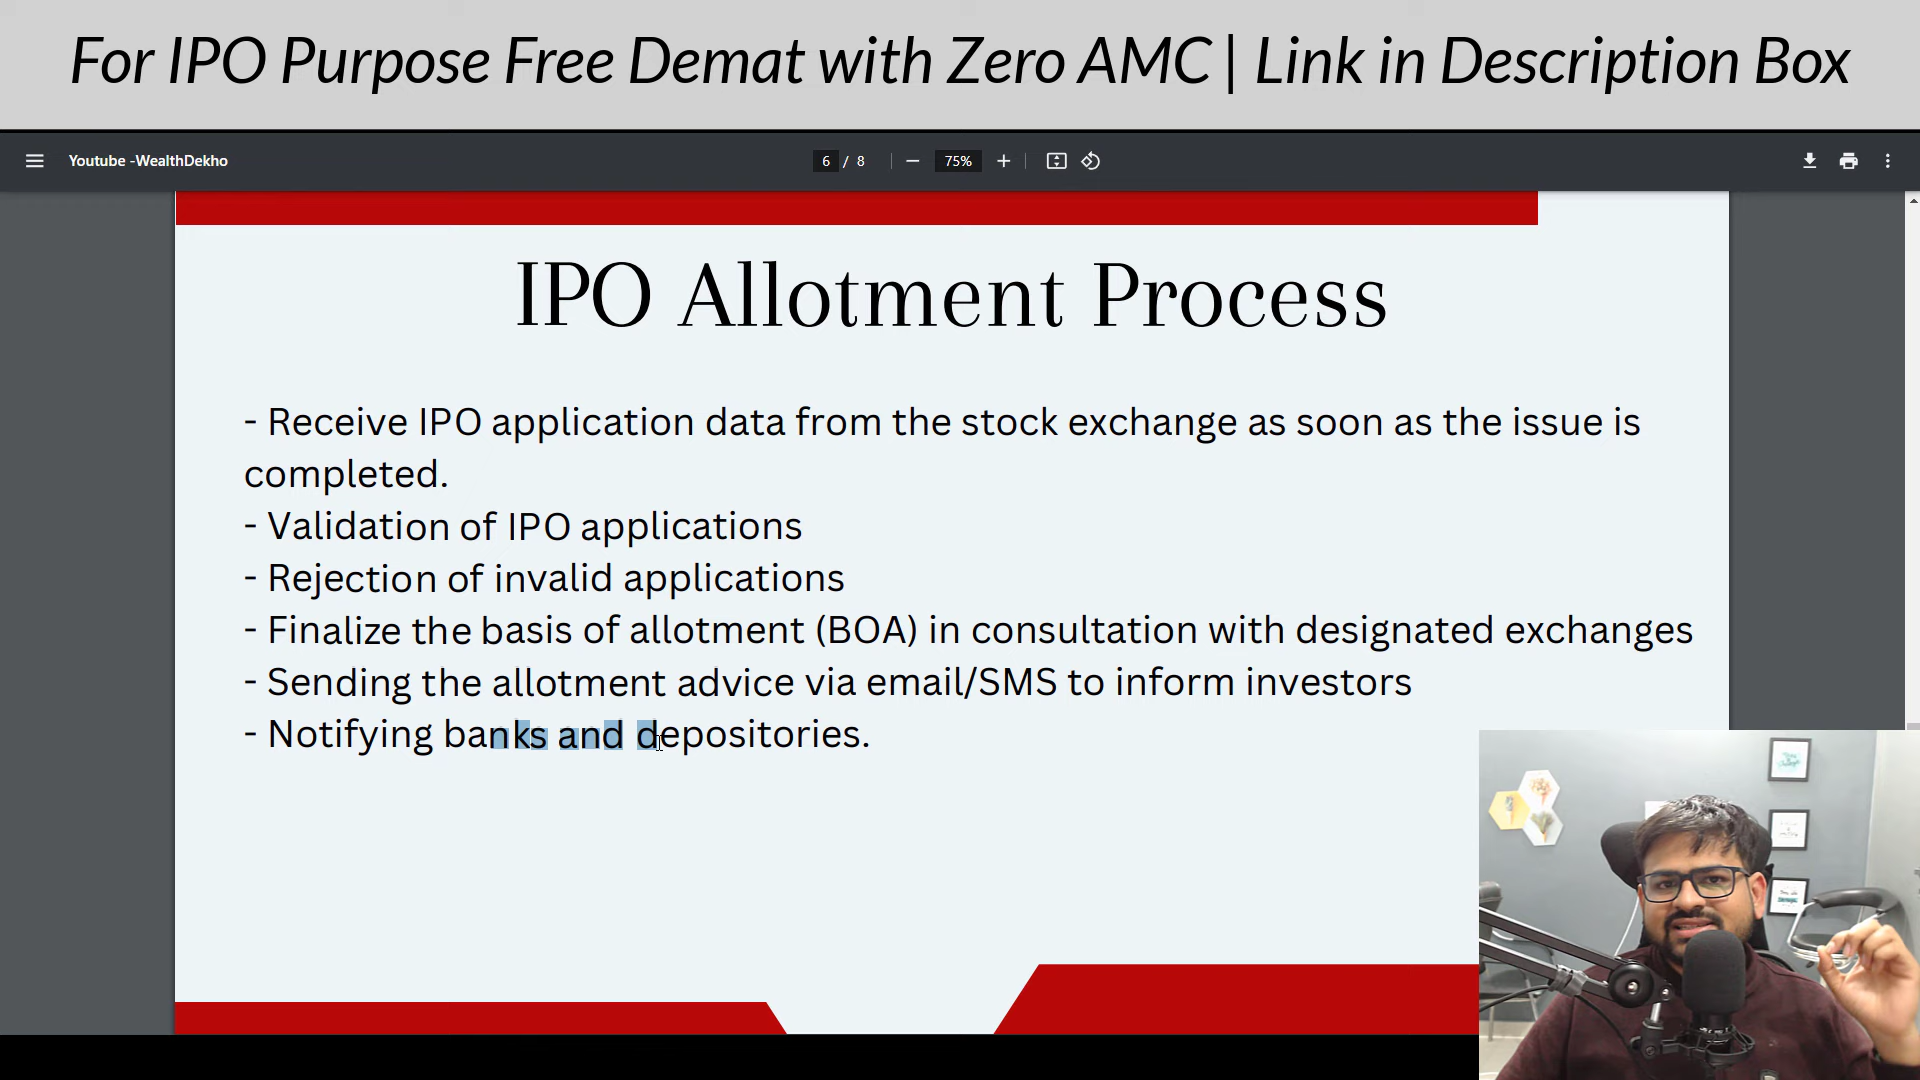 For IPO Purpose Free Demat with Zero AMC | Link in Description Box
Youtube -WealthDekho
6 / 8
75%
IPO Allotment Process
- Receive IPO application data from the stock exchange as soon as the issue is
completed.
- Validation of IPO applications
- Rejection of invalid applications
- Finalize the basis of allotment (BOA) in consultation with designated exchanges
- Sending the allotment advice via email/SMS to inform investors
- Notifying banks and depositories.